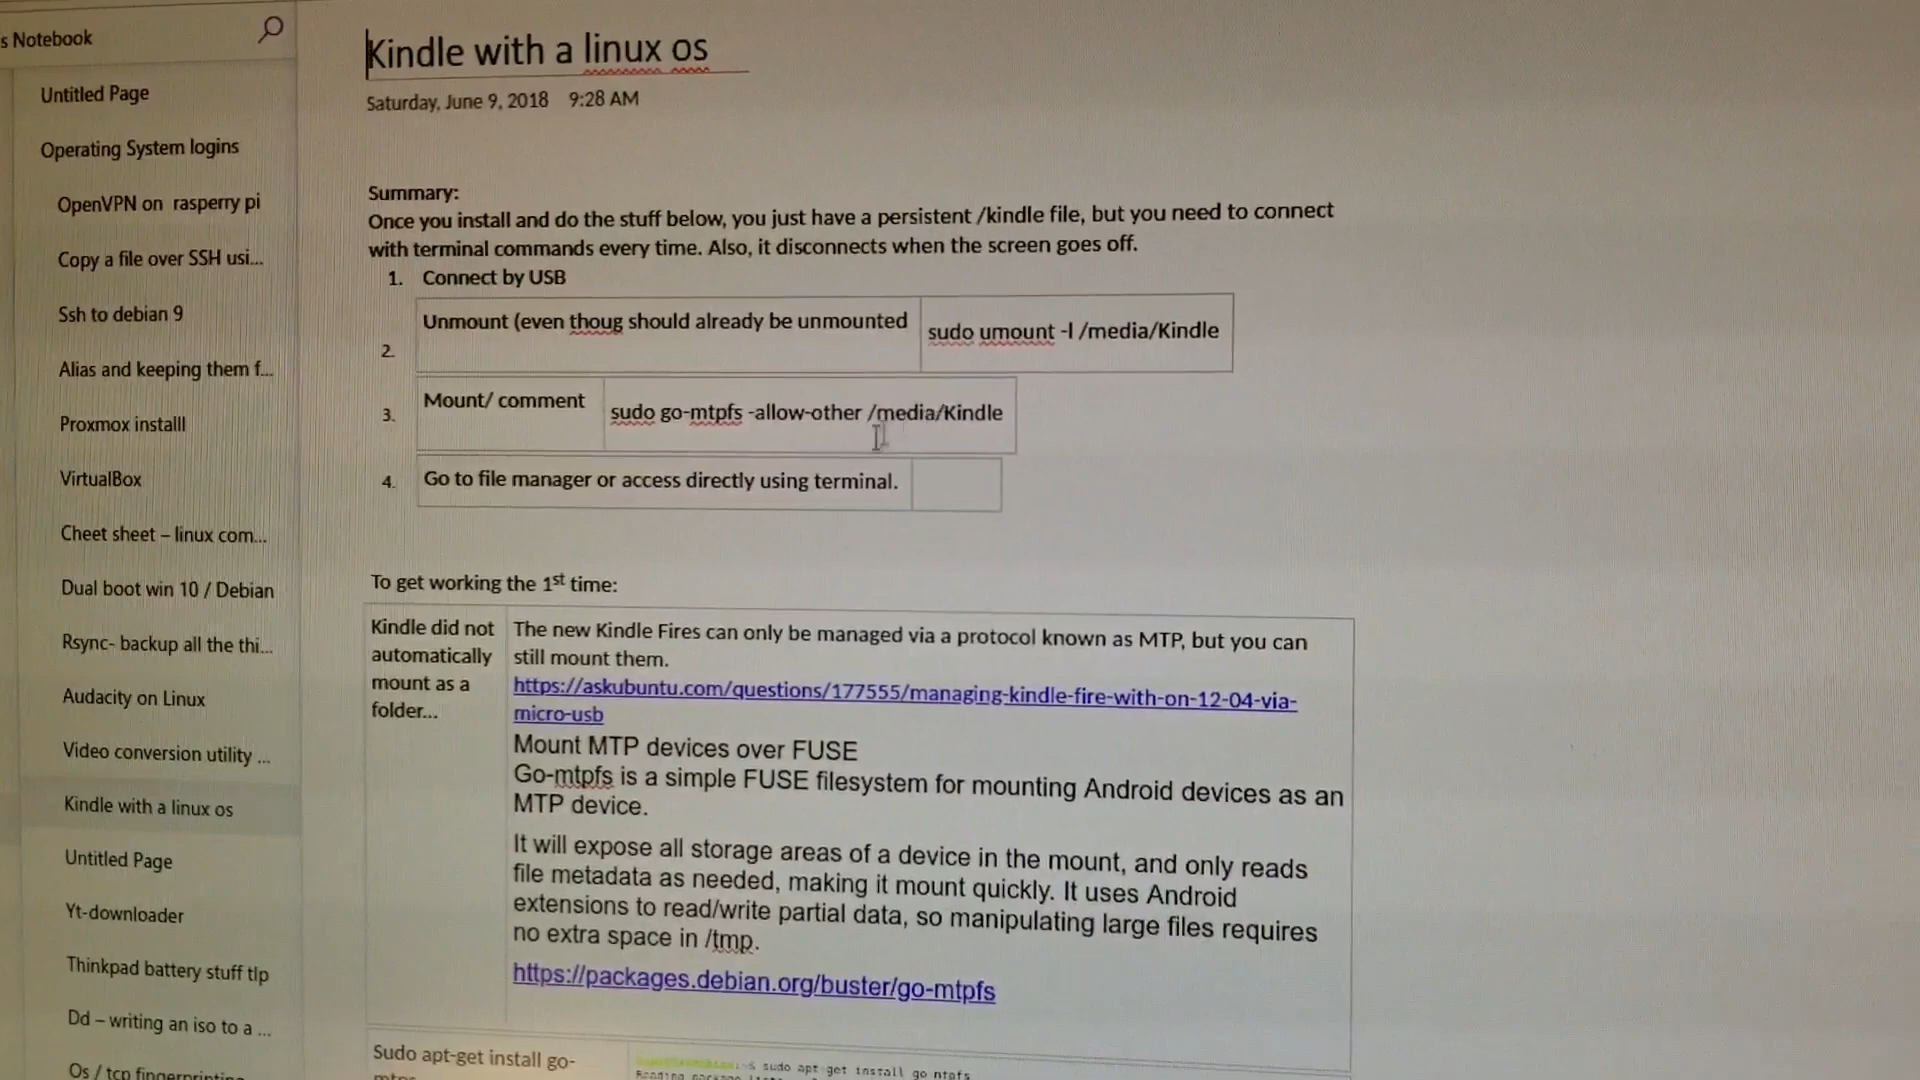 s Notebook
Untitled Page
Operating System logins
OpenVPN on rasperry pi
Copy a file over SSH usi...
Ssh to debian 9
Alias and keeping them f...
Proxmox installl
VirtualBox
Cheet sheet – linux com...
Dual boot win 10 / Debian
Rsync- backup all the thi...
Audacity on Linux
Video conversion utility ...
Kindle with a linux os
Untitled Page
Yt-downloader
Thinkpad battery stuff tlp
Dd – writing an iso to a ...
Os / tcp fingerprinting
Kindle with a linux os
Saturday, June 9, 2018 9:28 AM
Summary:
Once you install and do the stuff below, you just have a persistent /kindle file, but you need to connect
with terminal commands every time. Also, it disconnects when the screen goes off.
1. Connect by USB
2. Unmount (even thoug should already be unmounted sudo umount -l /media/Kindle
3. Mount/ comment sudo go-mtpfs -allow-other /media/Kindle
4. Go to file manager or access directly using terminal.
To get working the 1st time:
Kindle did not
automatically
mount as a
folder...
The new Kindle Fires can only be managed via a protocol known as MTP, but you can
still mount them.
https://askubuntu.com/questions/177555/managing-kindle-fire-with-on-12-04-via-
micro-usb
Mount MTP devices over FUSE
Go-mtpfs is a simple FUSE filesystem for mounting Android devices as an
MTP device.
It will expose all storage areas of a device in the mount, and only reads
file metadata as needed, making it mount quickly. It uses Android
extensions to read/write partial data, so manipulating large files requires
no extra space in /tmp.
https://packages.debian.org/buster/go-mtpfs
Sudo apt-get install go-
$ sudo apt-get install go-mtpfs